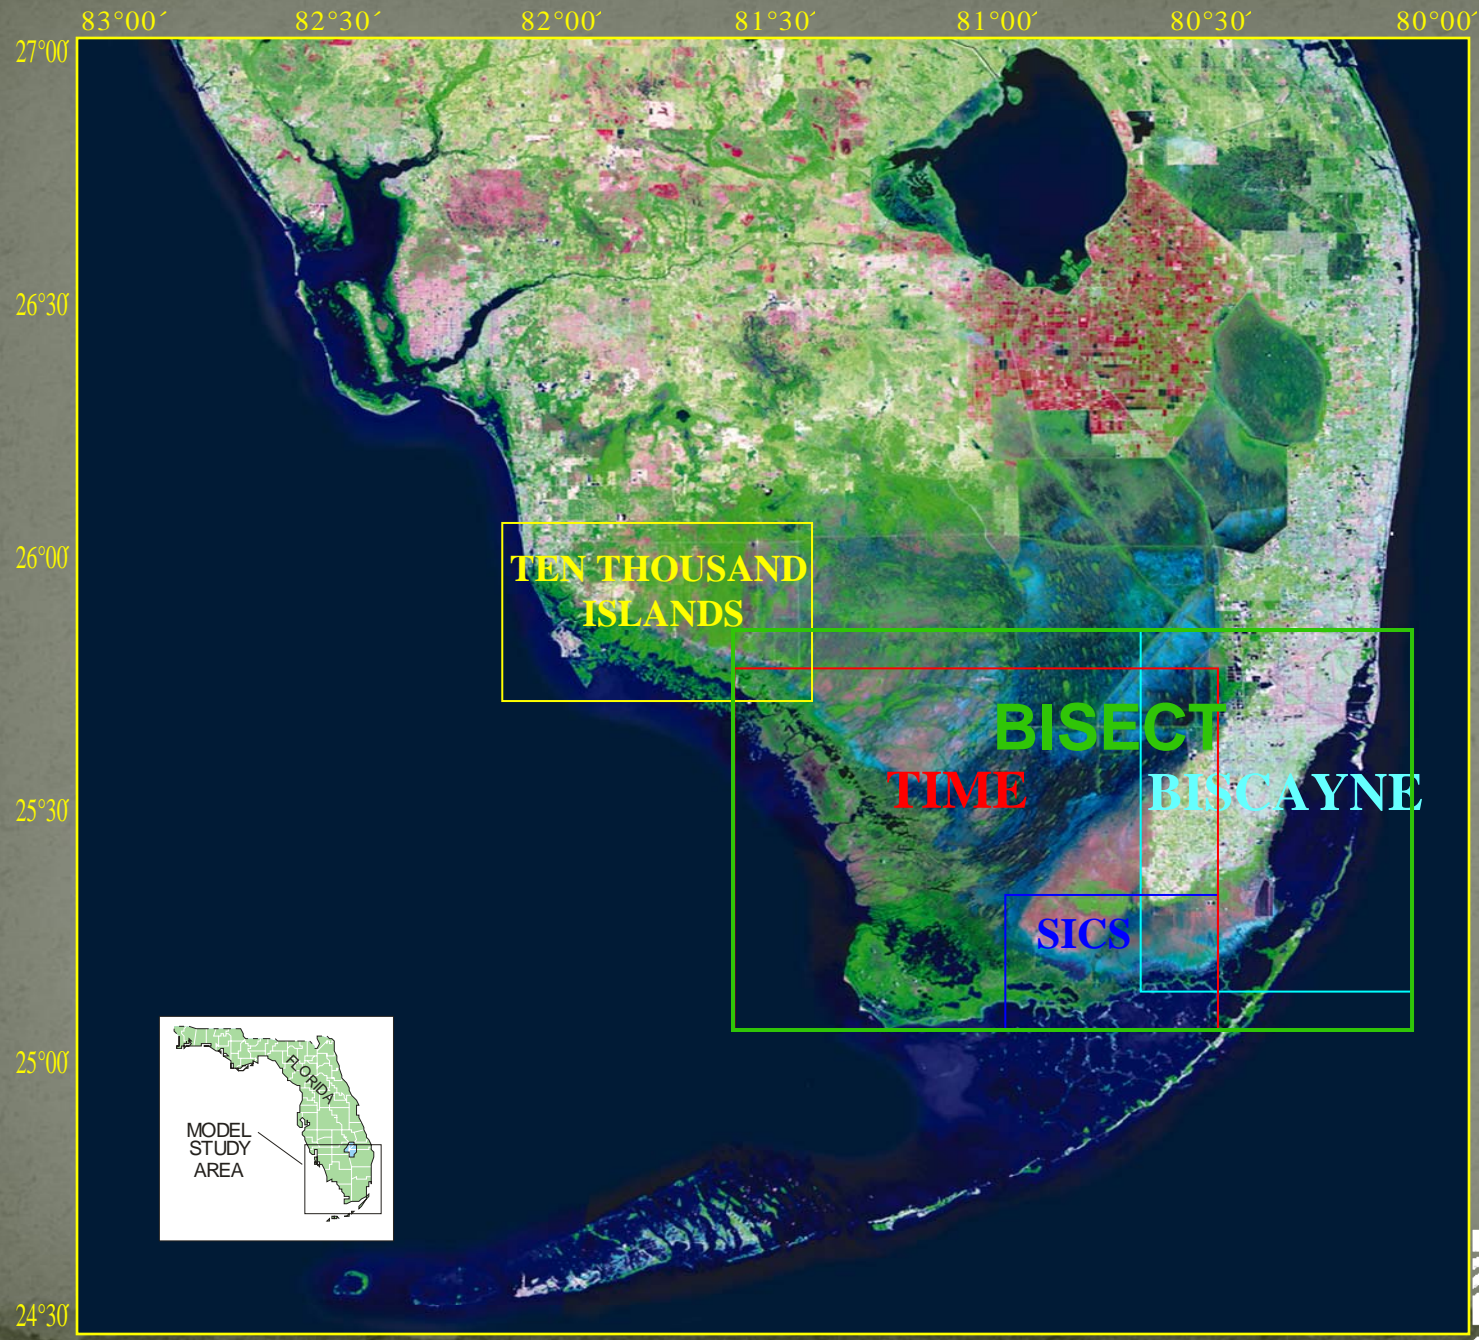 83°00´ 82°30´ 82°00´ 81°30´ 81°00´ 80°30´ 80°00´
27°00´
26°30´
26°00´
25°30´
25°00´
24°30´
TEN THOUSAND
ISLANDS
BISECT
TIME
BISCAYNE
SICS
FLORIDA
MODEL
STUDY
AREA